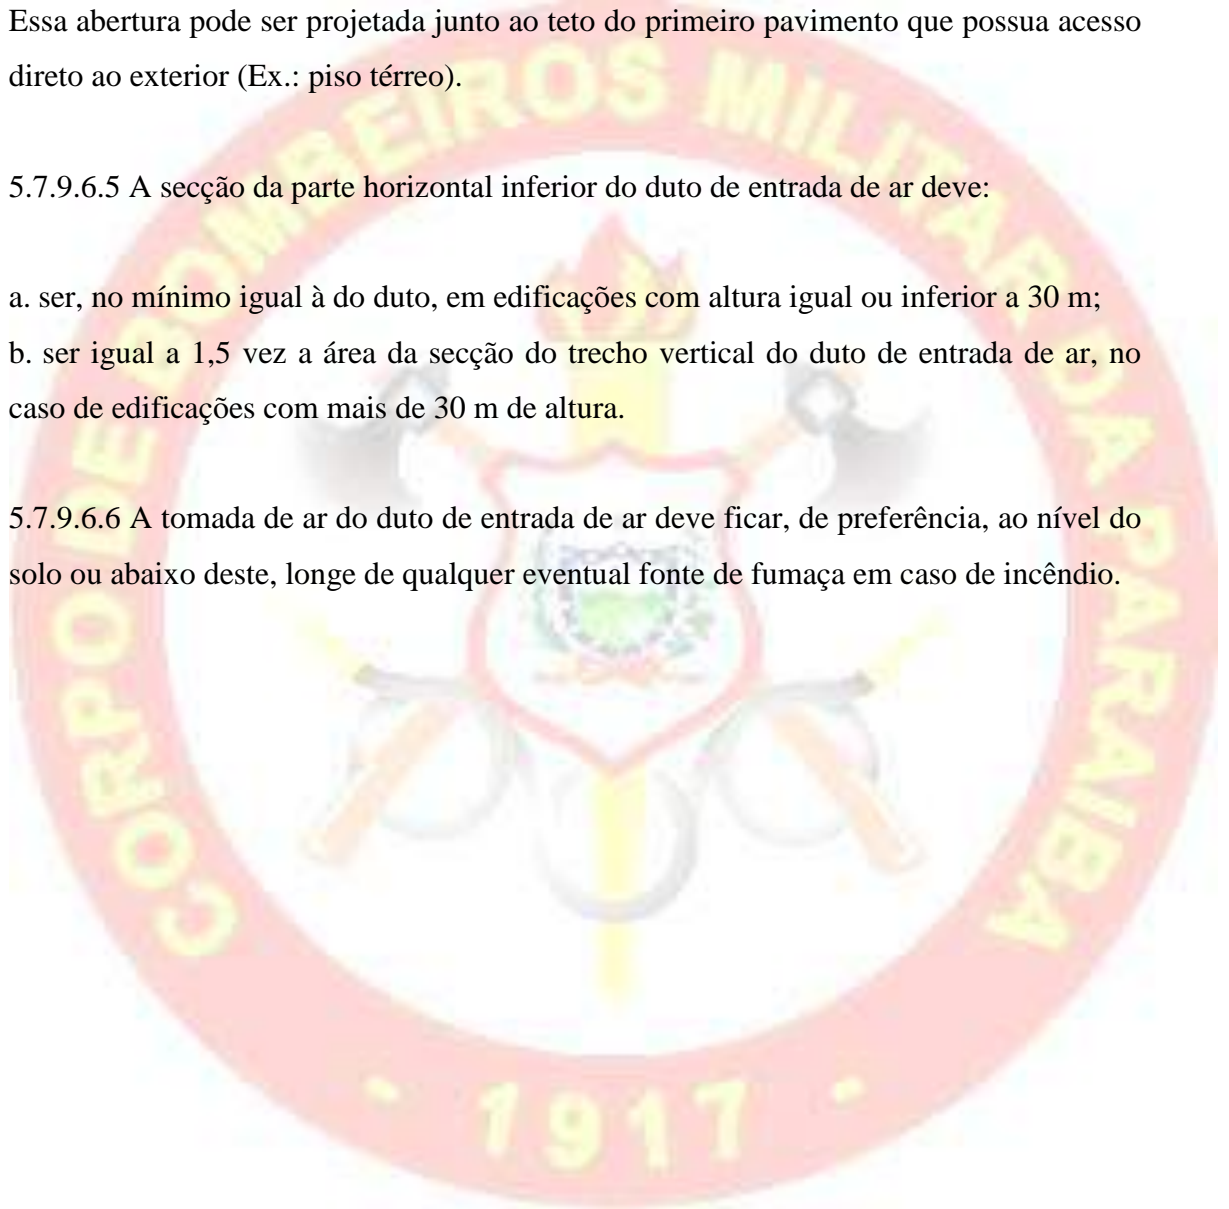 Essa abertura pode ser projetada junto ao teto do primeiro pavimento que possua acesso
direto ao exterior (Ex.: piso térreo).
5.7.9.6.5 A secção da parte horizontal inferior do duto de entrada de ar deve:
a. ser, no mínimo igual à do duto, em edificações com altura igual ou inferior a 30 m;
b. ser igual a 1,5 vez a área da secção do trecho vertical do duto de entrada de ar, no
caso de edificações com mais de 30 m de altura.
5.7.9.6.6 A tomada de ar do duto de entrada de ar deve ficar, de preferência, ao nível do
solo ou abaixo deste, longe de qualquer eventual fonte de fumaça em caso de incêndio.
CORPO DE BOMBEIROS MILITAR DA PARAIBA
- 1917 -